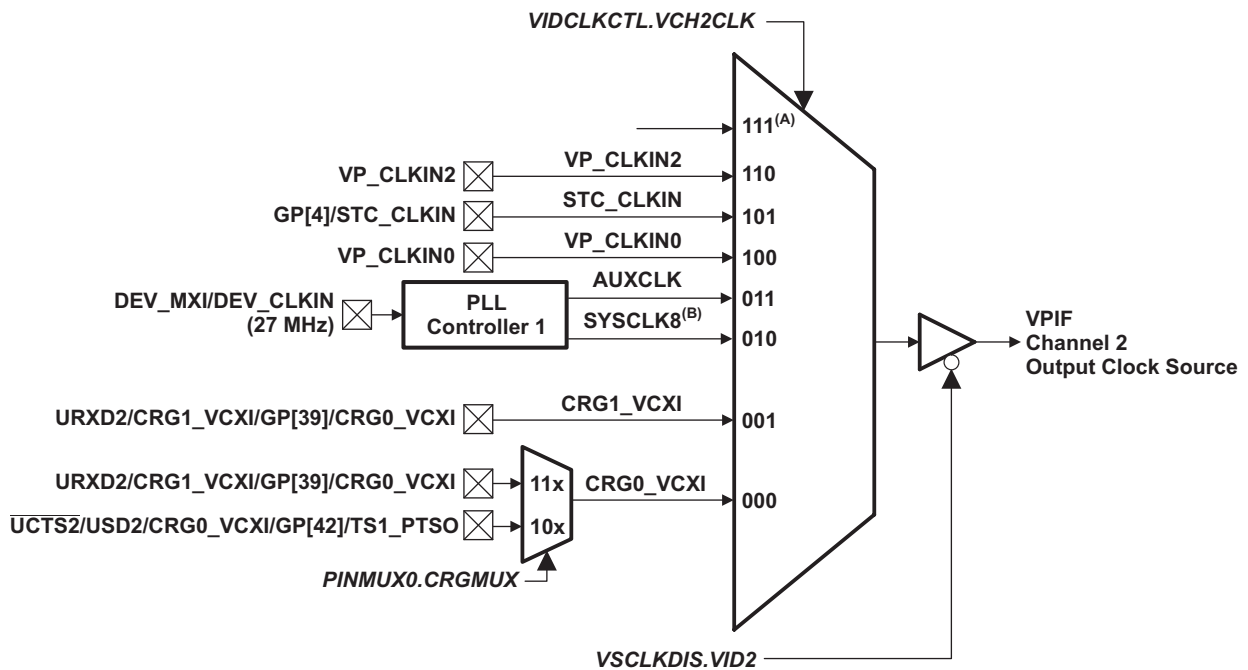 VIDCLKCTL.VCH2CLK
111(A)
VP_CLKIN2
VP_CLKIN2
110
GP[4]/STC_CLKIN
STC_CLKIN
101
VP_CLKIN0
VP_CLKIN0
100
DEV_MXI/DEV_CLKIN
(27 MHz)
PLL
Controller 1
AUXCLK
011
SYSCLK8(B)
010
VPIF
Channel 2
Output Clock Source
URXD2/CRG1_VCXI/GP[39]/CRG0_VCXI
CRG1_VCXI
001
URXD2/CRG1_VCXI/GP[39]/CRG0_VCXI
11x
CRG0_VCXI
000
UCTS2/USD2/CRG0_VCXI/GP[42]/TS1_PTSO
10x
PINMUX0.CRGMUX
VSCLKDIS.VID2